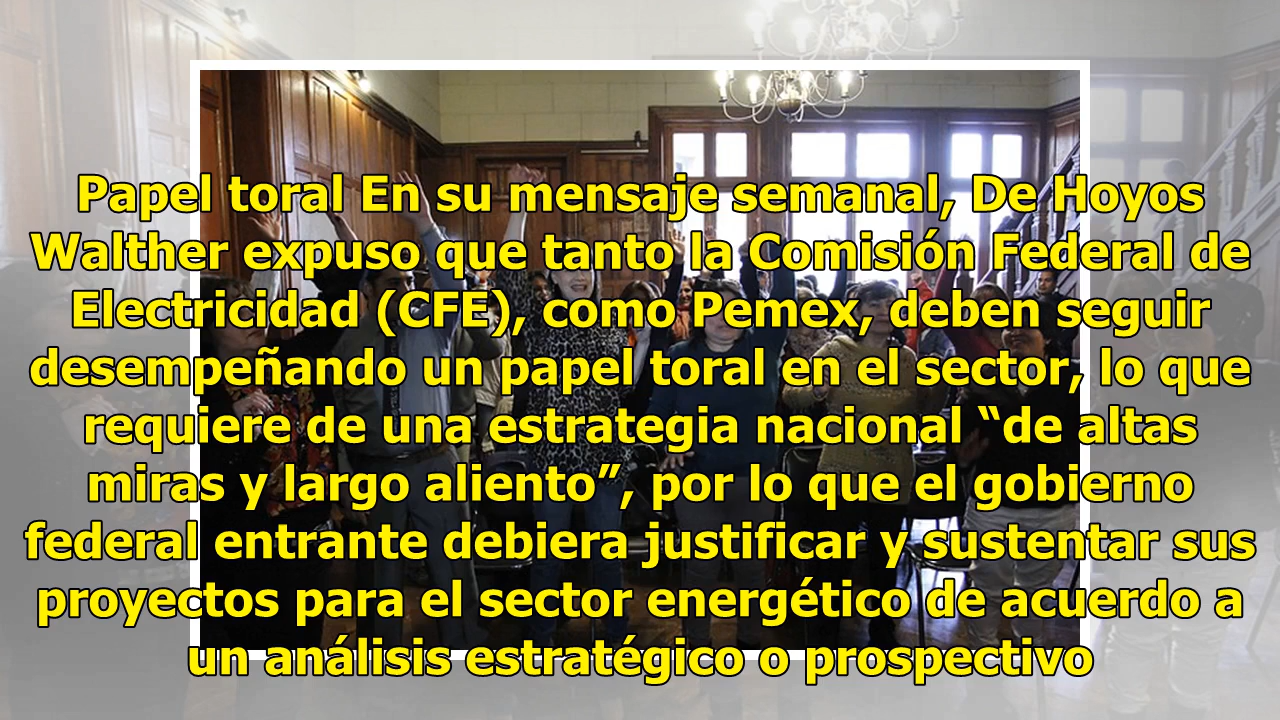 Papel toral En su mensaje semanal, De Hoyos
Walther expuso que tanto la Comisión Federal de
Electricidad (CFE), como Pemex, deben seguir
desempeñando un papel toral en el sector, lo que
requiere de una estrategia nacional “de altas
miras y largo aliento”, por lo que el gobierno
federal entrante debiera justificar y sustentar sus
proyectos para el sector energético de acuerdo a
un análisis estratégico o prospectivo